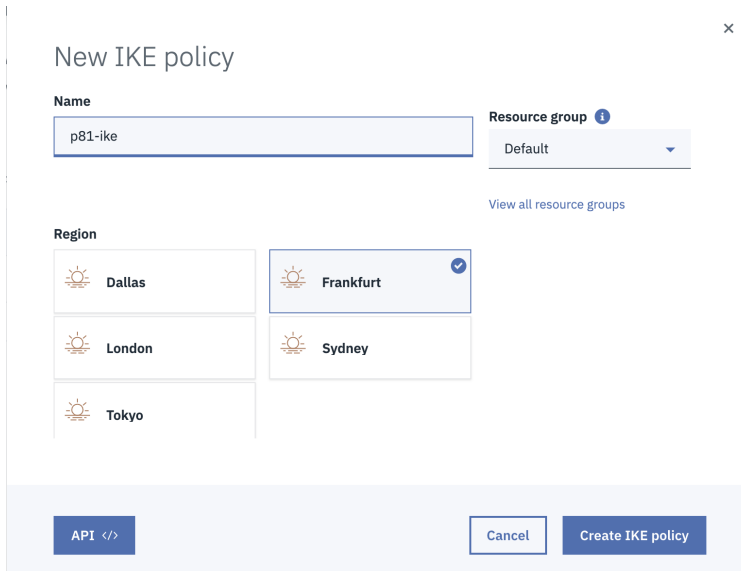 New IKE policy
Name
p81-ike
Resource group
Default
View all resource groups
Region
Dallas
Frankfurt
London
Sydney
Tokyo
API </>
Cancel
Create IKE policy